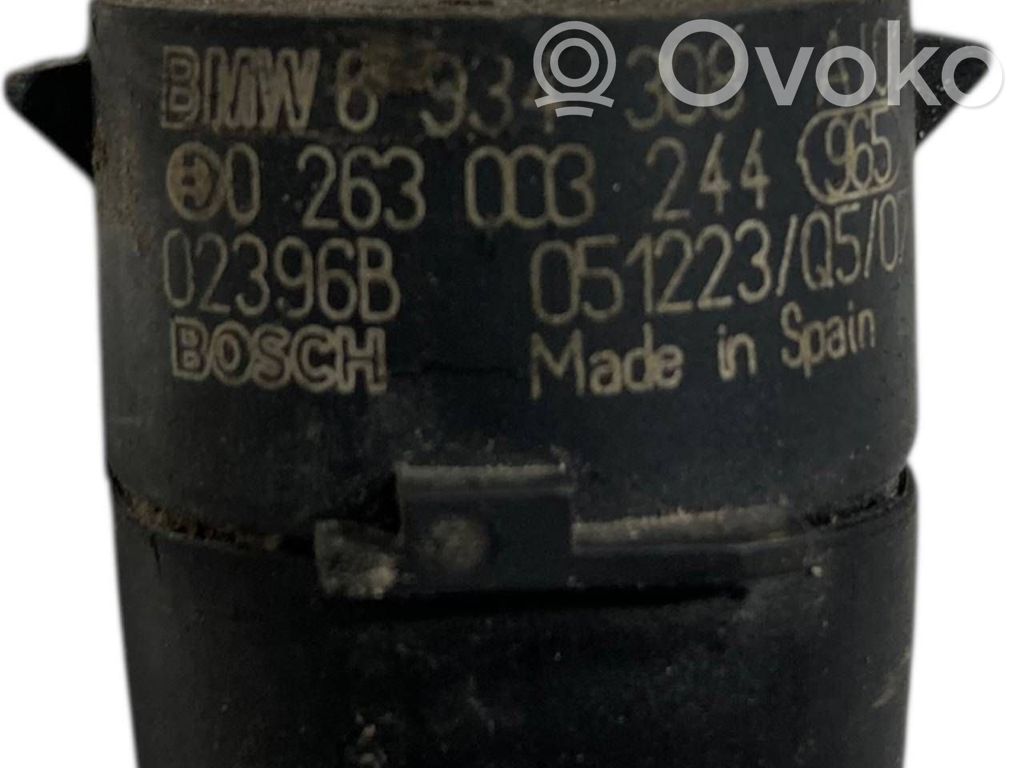 BMW 6 934 308
Ovoko
0 263 003 244 965
02396B 051223/Q5/0
BOSCH Made in Spain